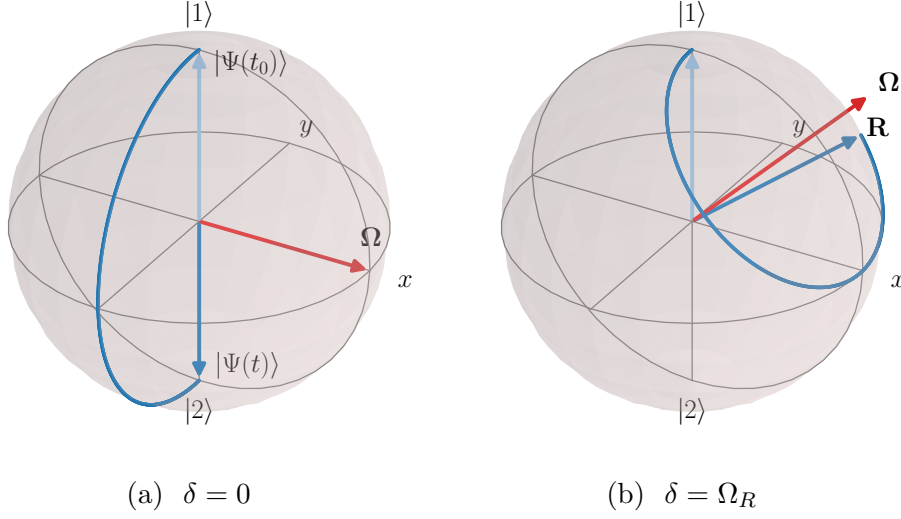 |1⟩
|Ψ(t₀)⟩
y
Ω
x
|Ψ(t)⟩
|2⟩
(a) δ = 0
|1⟩
Ω
y
R
x
|2⟩
(b) δ = Ω_R